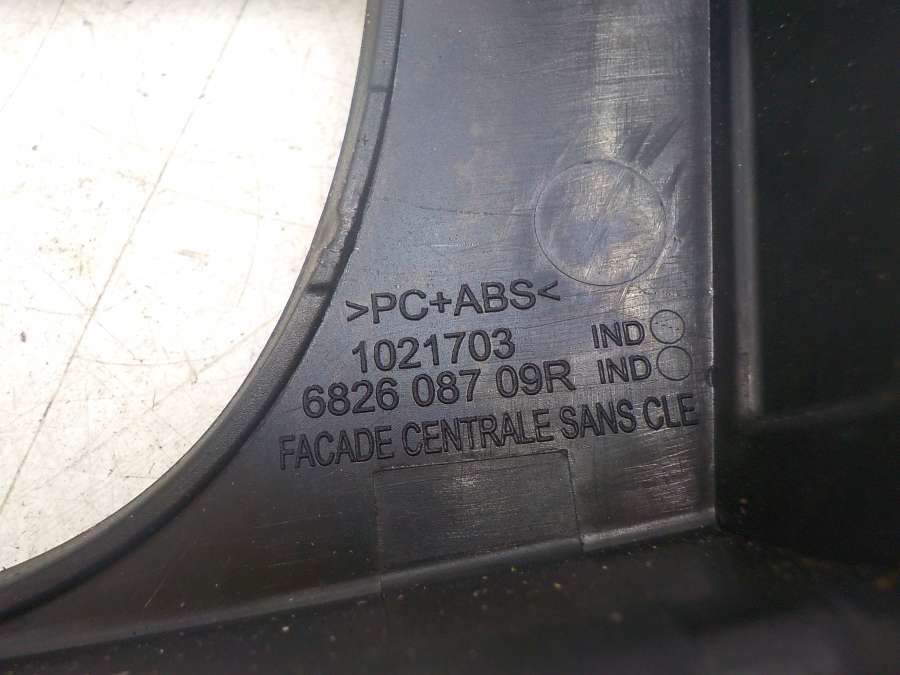 >PC+ABS<
1021703 IND
6826 087 09R IND
FACADE CENTRALE SANS CLE